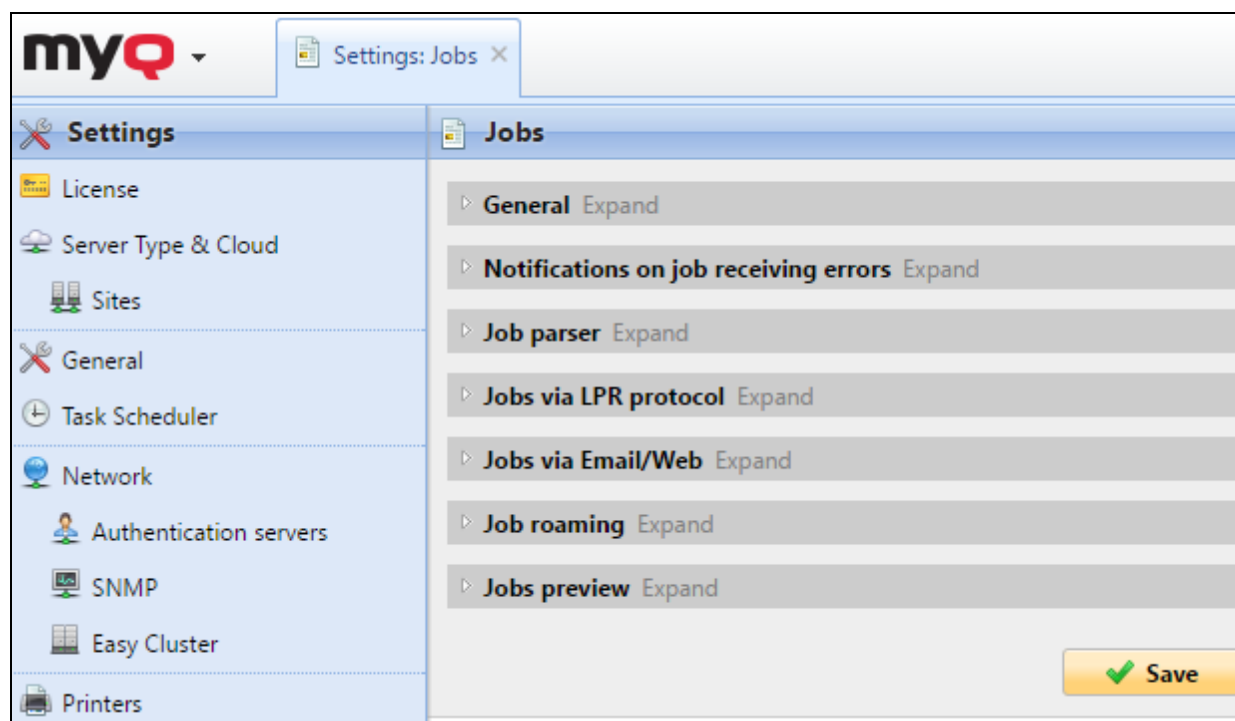 myQ
Settings: Jobs
Settings
License
Server Type & Cloud
Sites
General
Task Scheduler
Network
Authentication servers
SNMP
Easy Cluster
Printers
Jobs
General Expand
Notifications on job receiving errors Expand
Job parser Expand
Jobs via LPR protocol Expand
Jobs via Email/Web Expand
Job roaming Expand
Jobs preview Expand
Save